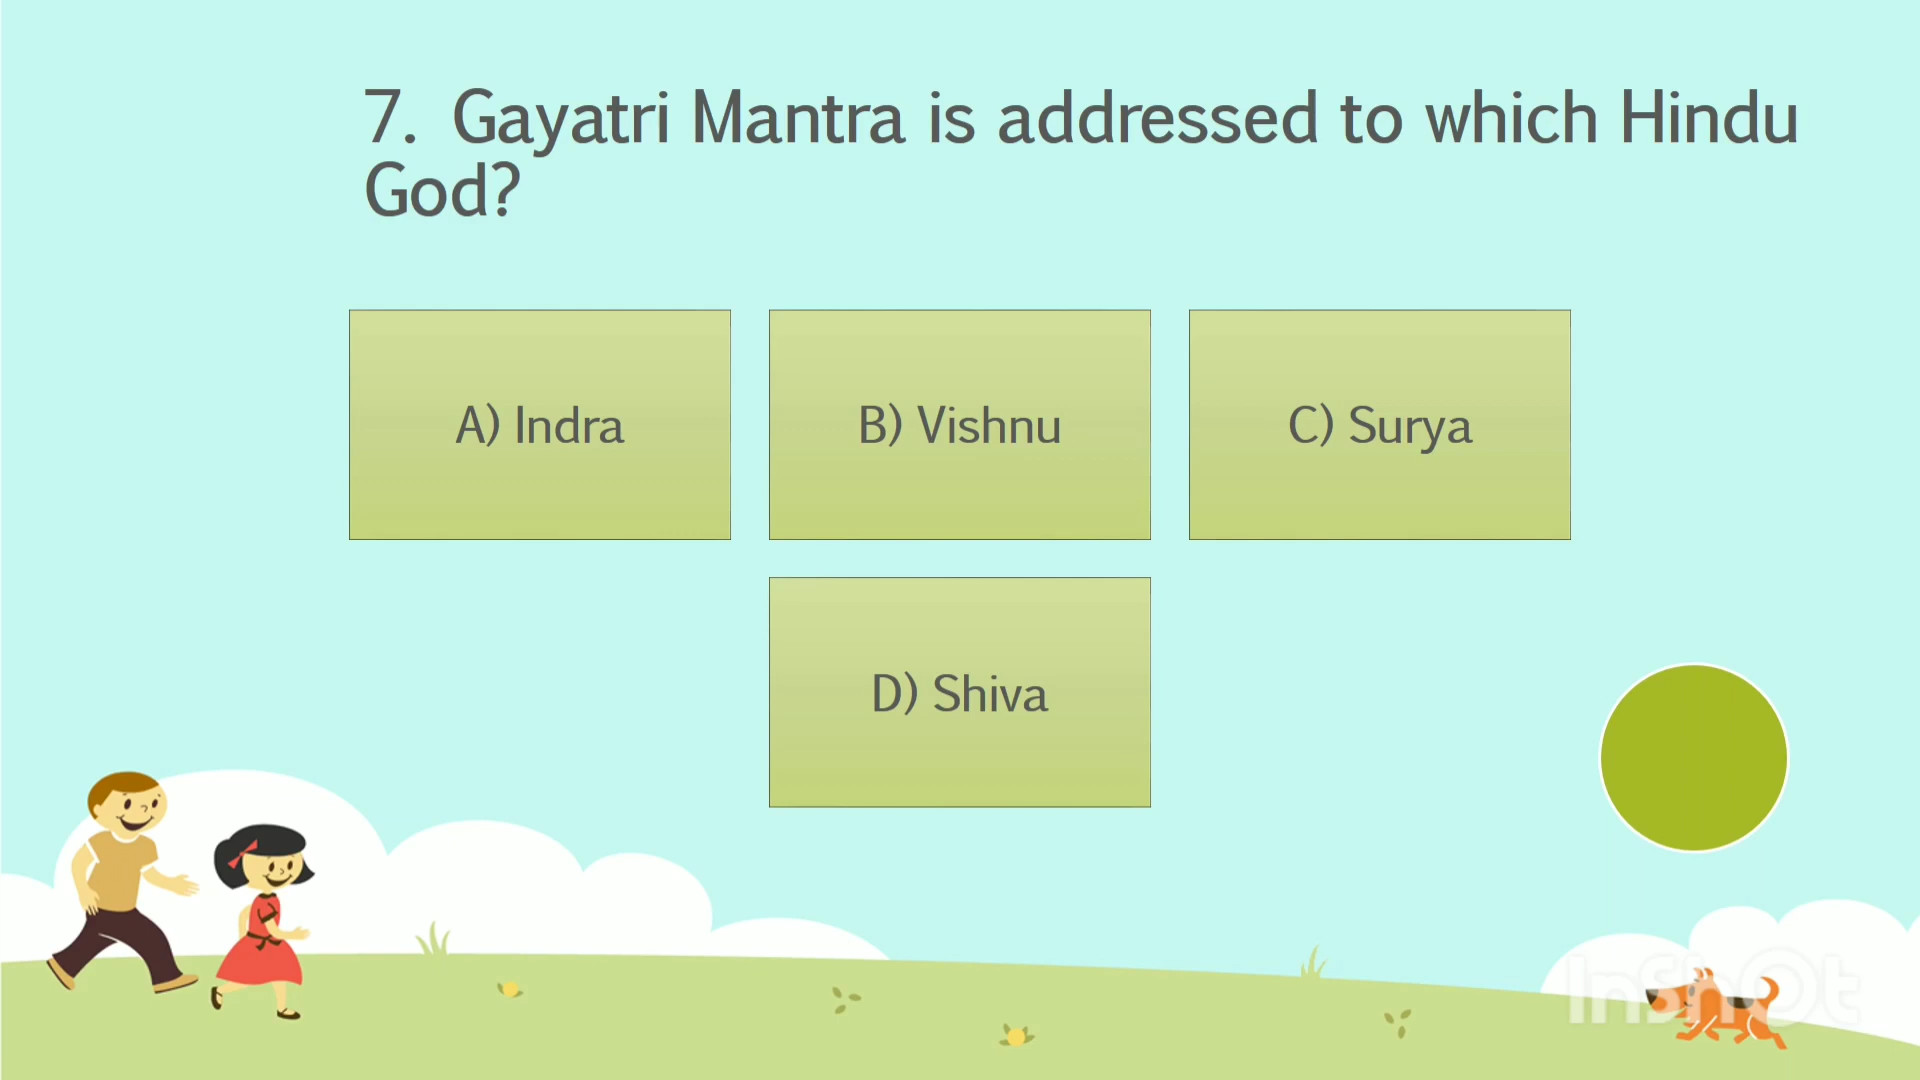 7. Gayatri Mantra is addressed to which Hindu
God?
A) Indra
B) Vishnu
C) Surya
D) Shiva
InShOt